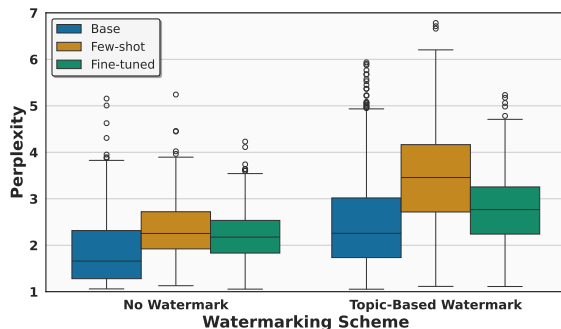 Base
Few-shot
Fine-tuned
Perplexity
7
6
5
4
3
2
1
No Watermark
Topic-Based Watermark
Watermarking Scheme